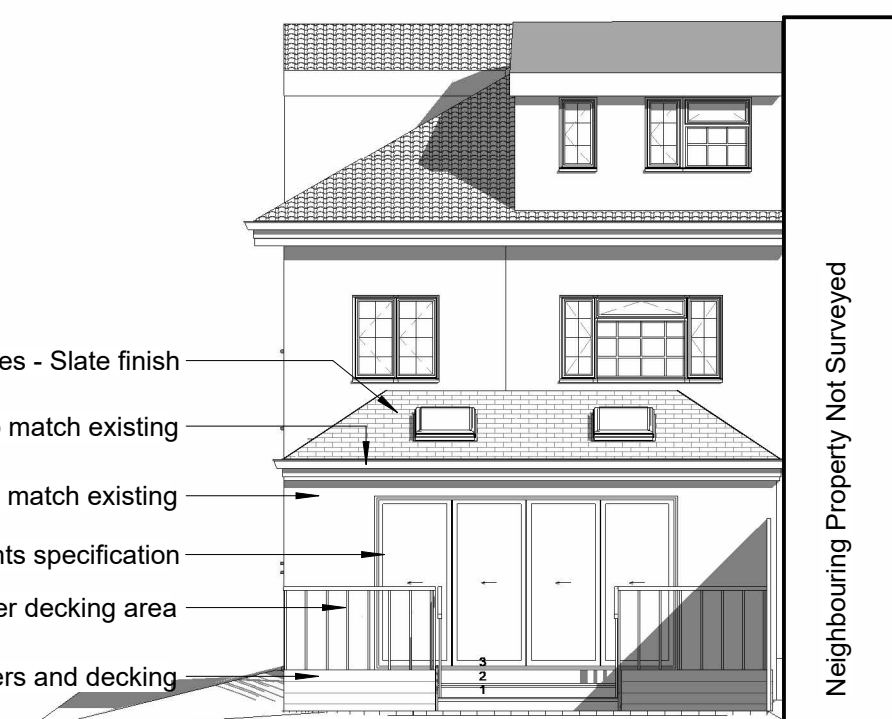 es - Slate finish
match existing
match existing
nts specification
er decking area
ers and decking
3
2
1
Neighbouring Property Not Surveyed